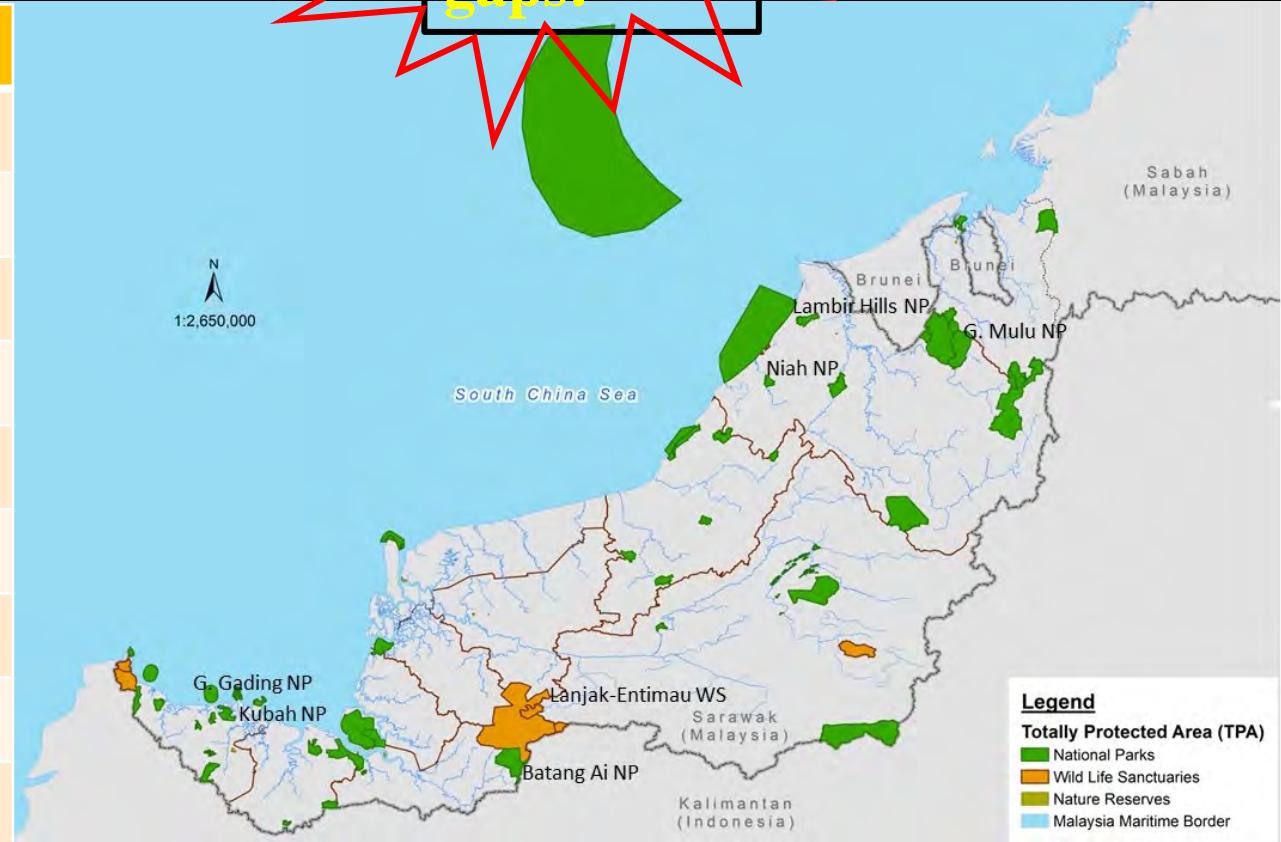 gaps.
Sabah
(Malaysia)
N
1:2,650,000
Brunei
Brunei
Lambir Hills NP
G. Mulu NP
Niah NP
South China Sea
G. Gading NP
Kubah NP
Lanjak-Entimau WS
Sarawak
(Malaysia)
Batang Ai NP
Kalimantan
(Indonesia)
Legend
Totally Protected Area (TPA)
National Parks
Wild Life Sanctuaries
Nature Reserves
Malaysia Maritime Border